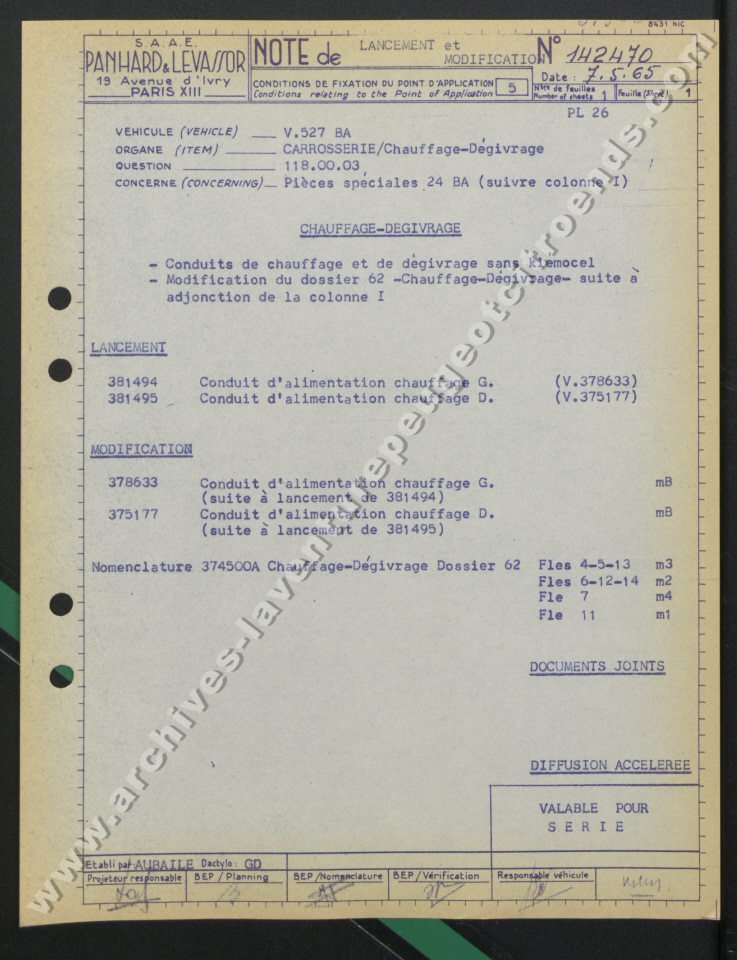 8431 NIC
S.A.A.E.
PANHARD & LEVASSOR
19 Avenue d'Ivry
PARIS XIII
NOTE de LANCEMENT et MODIFICATION
N° 142470
Date : 7.5.65
CONDITIONS DE FIXATION DU POINT D'APPLICATION
Conditions relating to the Point of Application
5
Nbre de feuilles
Number of sheets 1
Feuille (Sheet) 1
PL 26
VÉHICULE (VEHICLE) V.527 BA
ORGANE (ITEM) CARROSSERIE/Chauffage-Dégivrage
QUESTION 118.00.03
CONCERNE (CONCERNING) Pièces spéciales 24 BA (suivre colonne I)
CHAUFFAGE-DEGIVRAGE
- Conduits de chauffage et de dégivrage sans klémocel
- Modification du dossier 62 -Chauffage-Dégivrage- suite à
adjonction de la colonne I
LANCEMENT
381494 Conduit d'alimentation chauffage G. (V.378633)
381495 Conduit d'alimentation chauffage D. (V.375177)
MODIFICATION
378633 Conduit d'alimentation chauffage G. mB
(suite à lancement de 381494)
375177 Conduit d'alimentation chauffage D. mB
(suite à lancement de 381495)
Nomenclature 374500A Chauffage-Dégivrage Dossier 62 Fles 4-5-13 m3
Fles 6-12-14 m2
Fle 7 m4
Fle 11 m1
DOCUMENTS JOINTS
DIFFUSION ACCELEREE
VALABLE POUR
SERIE
Etabli par AUBAILE Dactylo : GD
Projeteur responsable BEP / Planning BEP / Nomenclature BEP / Vérification Responsable véhicule
www.archives-laventurepeugeotcitroends.com